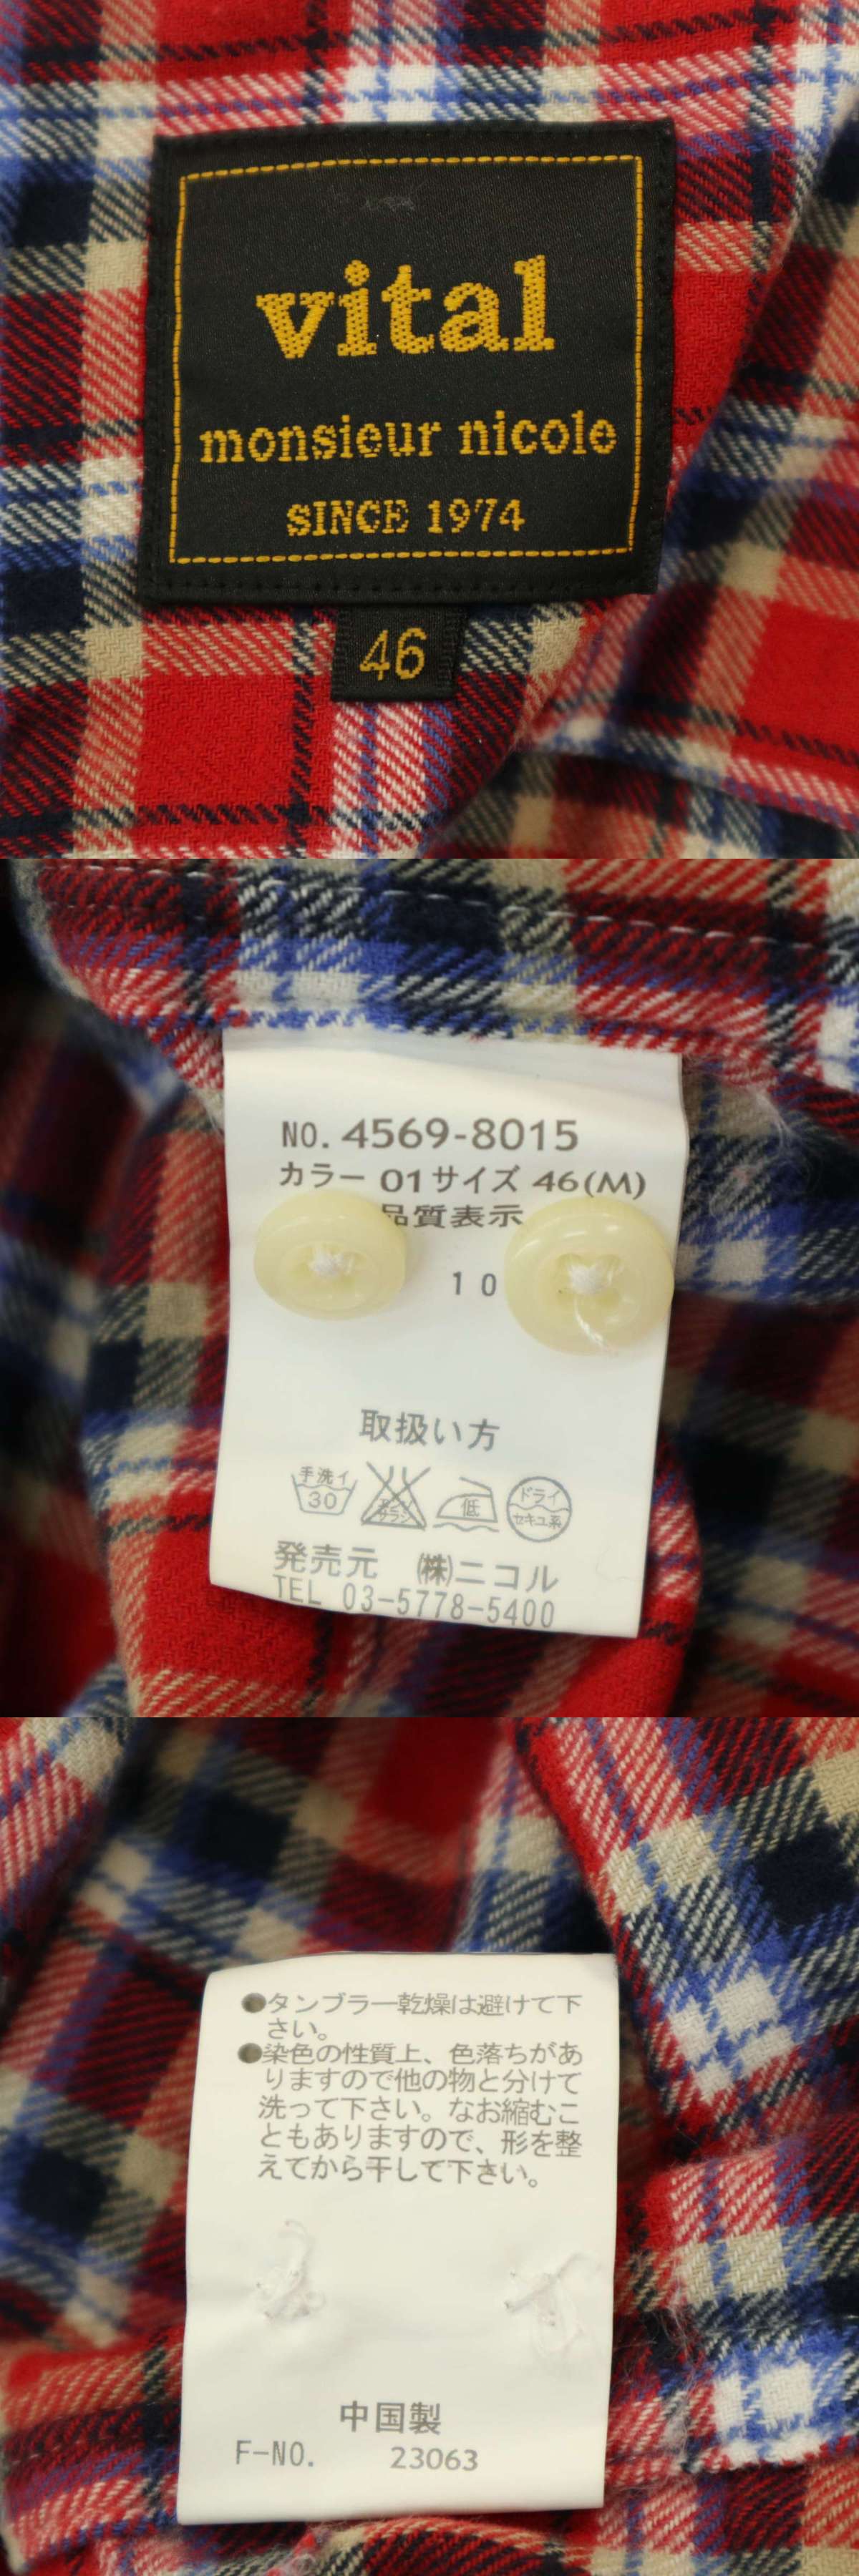 vital
monsieur nicole
SINCE 1974
46
NO. 4569-8015
カラー 01サイズ 46(M)
品質表示
10
取扱い方
手洗イ
30
低
ドライ
セキユ系
発売元 ㈱ニコル
TEL 03-5778-5400
●タンブラー乾燥は避けて下
さい。
●染色の性質上、色落ちがあ
りますので他の物と分けて
洗って下さい。なお縮むこ
ともありますので、形を整
えてから干して下さい。
中国製
F-NO. 23063